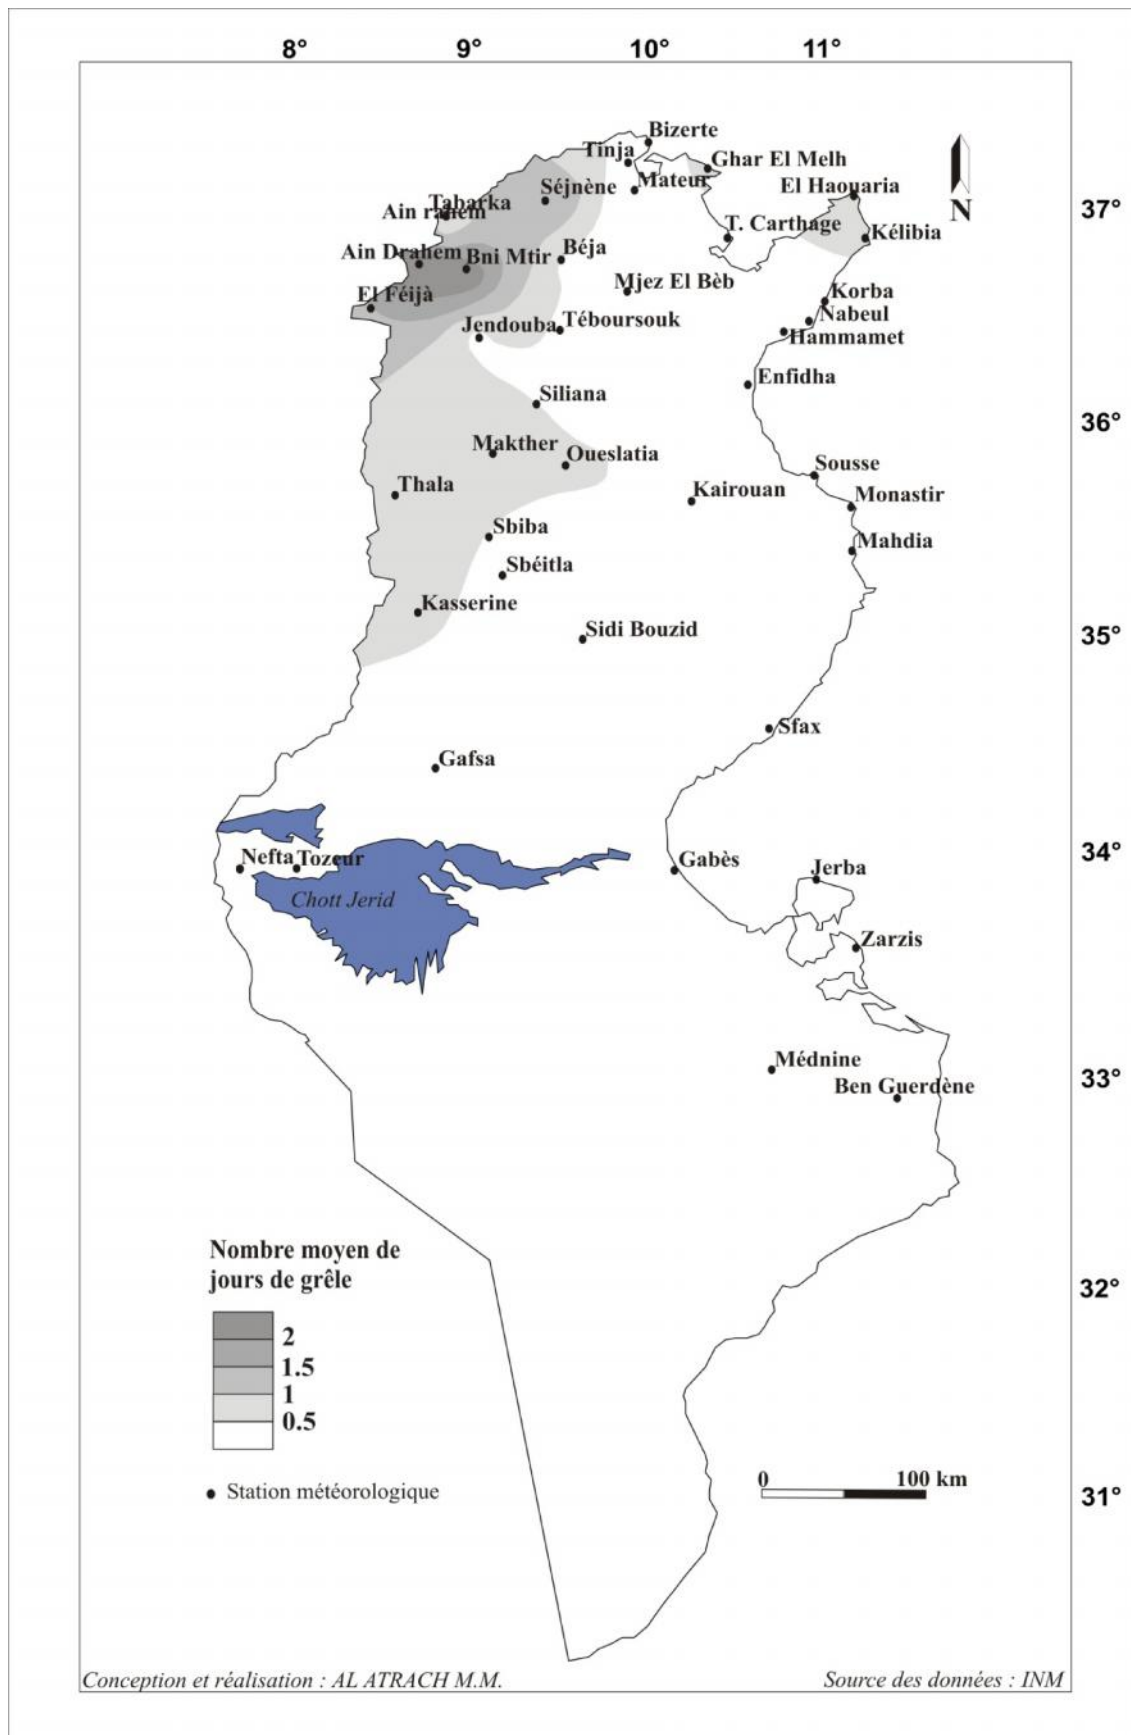 8° 9° 10° 11°
Bizerte
Tinja
Ghar El Melh
Mateur
El Haouaria
Séjnène
Tabarka
Ain rahem
37°
N
T. Carthage
Kélibia
Ain Drahem
Bni Mtir
Béja
Mjez El Bèb
El Féijà
Korba
Nabeul
Jendouba
Téboursouk
Hammamet
Enfidha
Siliana
36°
Makther
Oueslatia
Sousse
Thala
Kairouan
Monastir
Sbiba
Mahdia
Sbéitla
Kasserine
Sidi Bouzid
35°
Sfax
Gafsa
34°
Nefta
Tozeur
Gabès
Jerba
Chott Jerid
Zarzis
Médnine
33°
Ben Guerdène
Nombre moyen de
jours de grêle
32°
2
1.5
1
0.5
Station météorologique
0 100 km
31°
Conception et réalisation : AL ATRACH M.M.
Source des données : INM